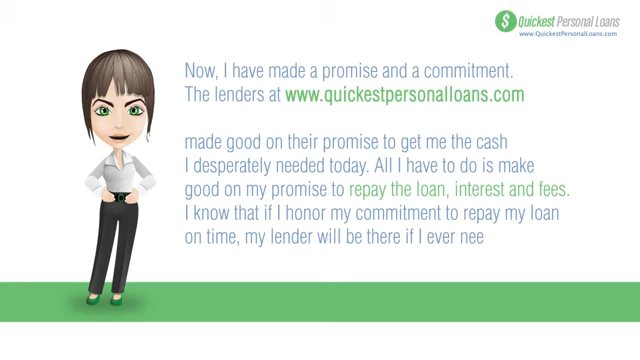 $ Quickest Personal Loans
www.QuickestPersonalLoans.com
Now, I have made a promise and a commitment.
The lenders at www.quickestpersonalloans.com
made good on their promise to get me the cash
I desperately needed today. All I have to do is make
good on my promise to repay the loan, interest and fees.
I know that if I honor my commitment to repay my loan
on time, my lender will be there if I ever nee